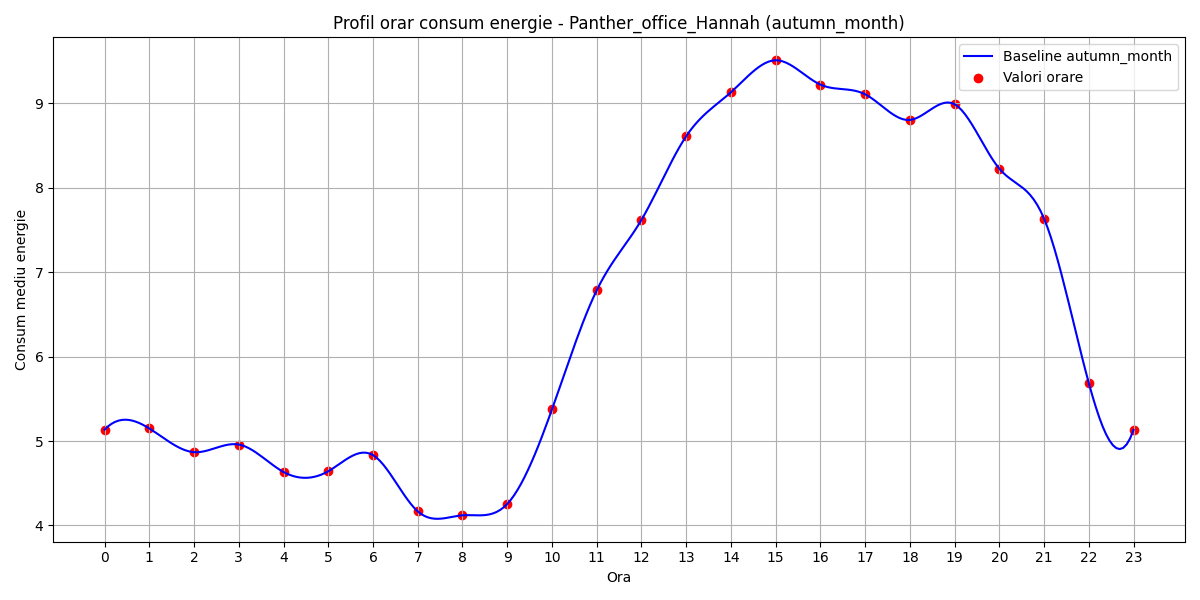 Profil orar consum energie - Panther_office_Hannah (autumn_month)
Baseline autumn_month
Valori orare
Consum mediu energie
9
8
7
6
5
4
0 1 2 3 4 5 6 7 8 9 10 11 12 13 14 15 16 17 18 19 20 21 22 23
Ora